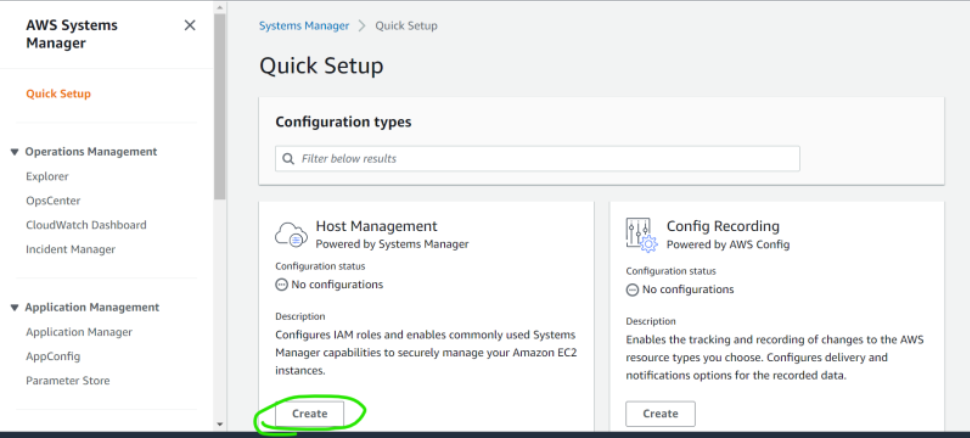 AWS Systems
Manager
Quick Setup
Operations Management
Explorer
OpsCenter
CloudWatch Dashboard
Incident Manager
Application Management
Application Manager
AppConfig
Parameter Store
Systems Manager > Quick Setup
Quick Setup
Configuration types
Filter below results
Host Management
Powered by Systems Manager
Configuration status
No configurations
Description
Configures IAM roles and enables commonly used Systems
Manager capabilities to securely manage your Amazon EC2
instances.
Create
Config Recording
Powered by AWS Config
Configuration status
No configurations
Description
Enables the tracking and recording of changes to the AWS
resource types you choose. Configures delivery and
notifications options for the recorded data.
Create